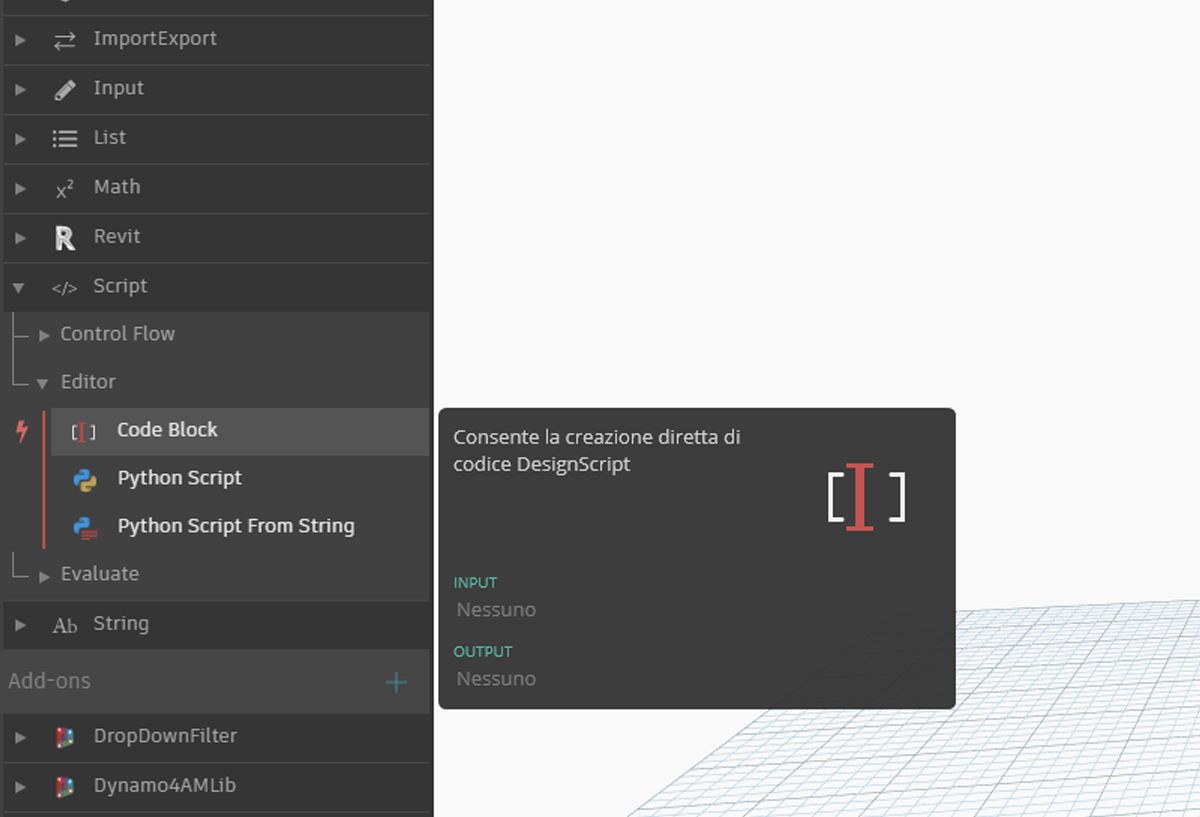 ImportExport
Input
List
x² Math
R Revit
</> Script
Control Flow
Editor
[I] Code Block
Python Script
Python Script From String
Evaluate
Ab String
Add-ons
DropDownFilter
Dynamo4AMLib
Consente la creazione diretta di
codice DesignScript
[I]
INPUT
Nessuno
OUTPUT
Nessuno